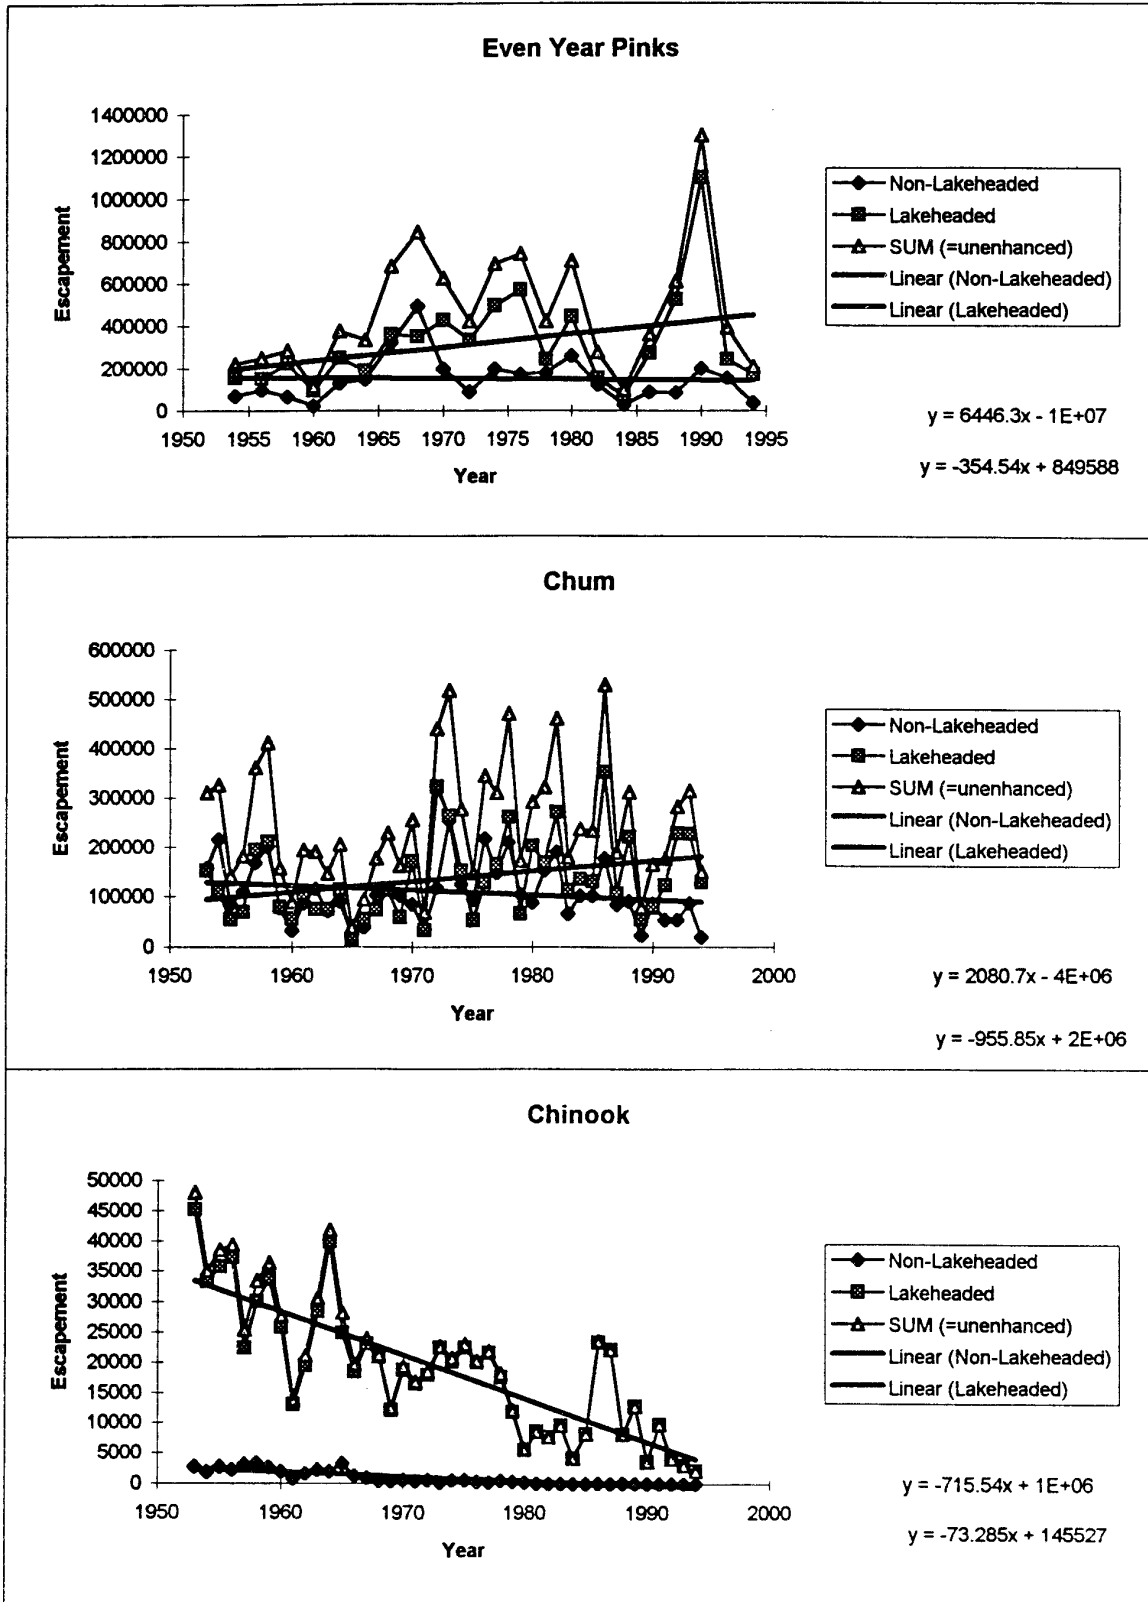 Even Year Pinks
1400000
1200000
1000000
800000
600000
400000
200000
0
Escapement
1950 1955 1960 1965 1970 1975 1980 1985 1990 1995
Year
Non-Lakeheaded
Lakeheaded
SUM (=unenhanced)
Linear (Non-Lakeheaded)
Linear (Lakeheaded)
y = 6446.3x - 1E+07
y = -354.54x + 849588
Chum
600000
500000
400000
300000
200000
100000
0
Escapement
1950 1960 1970 1980 1990 2000
Year
Non-Lakeheaded
Lakeheaded
SUM (=unenhanced)
Linear (Non-Lakeheaded)
Linear (Lakeheaded)
y = 2080.7x - 4E+06
y = -955.85x + 2E+06
Chinook
50000
45000
40000
35000
30000
25000
20000
15000
10000
5000
0
Escapement
1950 1960 1970 1980 1990 2000
Year
Non-Lakeheaded
Lakeheaded
SUM (=unenhanced)
Linear (Non-Lakeheaded)
Linear (Lakeheaded)
y = -715.54x + 1E+06
y = -73.285x + 145527